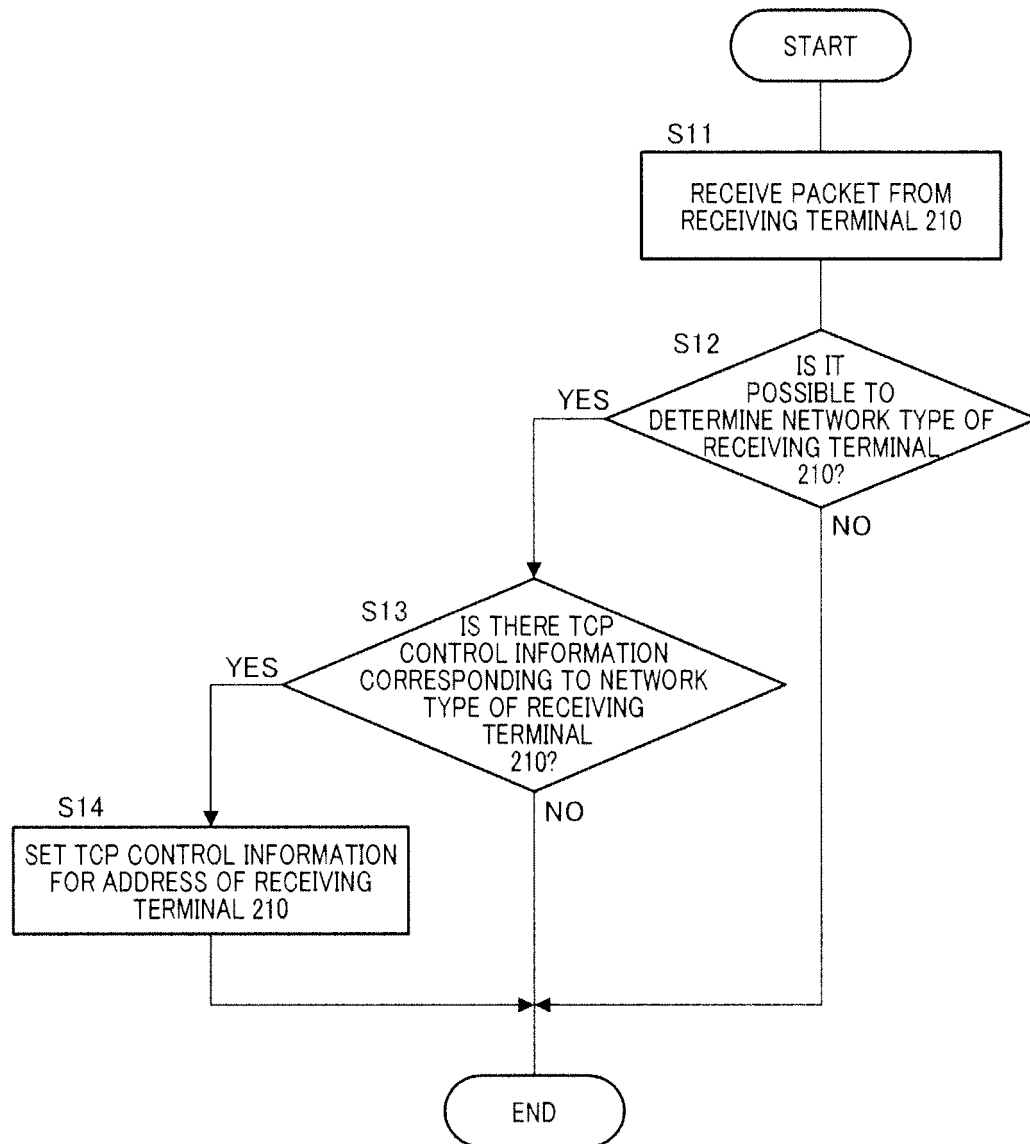 START
S11
RECEIVE PACKET FROM
RECEIVING TERMINAL 210
S12
IS IT
POSSIBLE TO
DETERMINE NETWORK TYPE OF
RECEIVING TERMINAL
210?
YES
NO
S13
IS THERE TCP
CONTROL INFORMATION
CORRESPONDING TO NETWORK
TYPE OF RECEIVING
TERMINAL
210?
YES
NO
S14
SET TCP CONTROL INFORMATION
FOR ADDRESS OF RECEIVING
TERMINAL 210
END